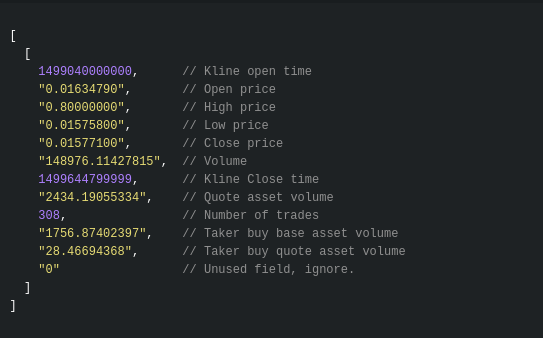 [
  [
    1499040000000,      // Kline open time
    "0.01634790",       // Open price
    "0.80000000",       // High price
    "0.01575800",       // Low price
    "0.01577100",       // Close price
    "148976.11427815",  // Volume
    1499644799999,      // Kline Close time
    "2434.19055334",    // Quote asset volume
    308,                // Number of trades
    "1756.87402397",    // Taker buy base asset volume
    "28.46694368",      // Taker buy quote asset volume
    "0"                 // Unused field, ignore.
  ]
]